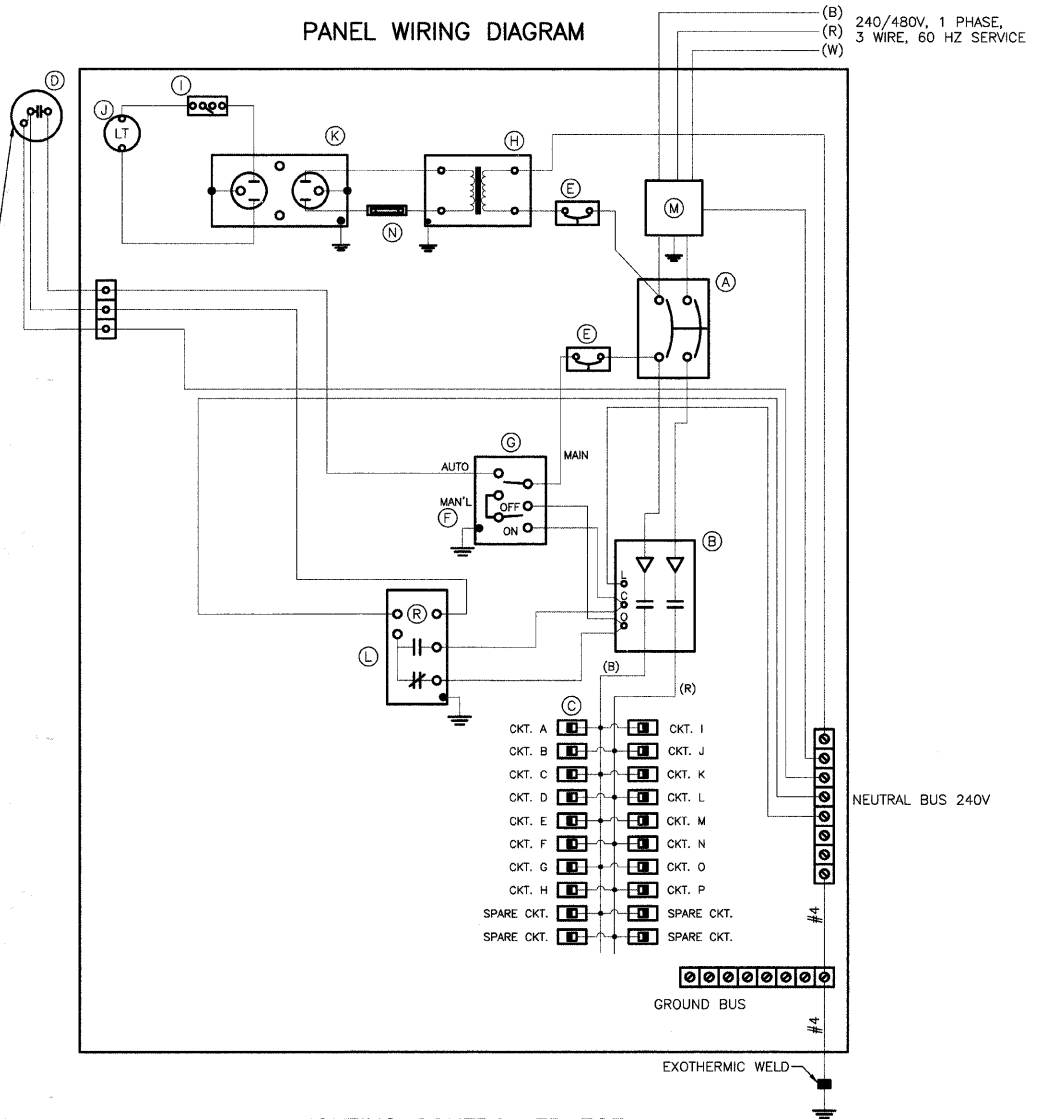 PANEL WIRING DIAGRAM
(B)
(R)
(W)
240/480V, 1 PHASE,
3 WIRE, 60 HZ SERVICE
D
J
LT
I
K
H
E
N
M
A
E
G
MAIN
AUTO
MAN'L
OFF
F
ON
B
L
C
O
R
L
(B)
(R)
C
CKT. A
CKT. I
CKT. B
CKT. J
CKT. C
CKT. K
CKT. D
CKT. L
CKT. E
CKT. M
CKT. F
CKT. N
CKT. G
CKT. O
CKT. H
CKT. P
SPARE CKT.
SPARE CKT.
SPARE CKT.
SPARE CKT.
NEUTRAL BUS 240V
#4
GROUND BUS
#4
EXOTHERMIC WELD